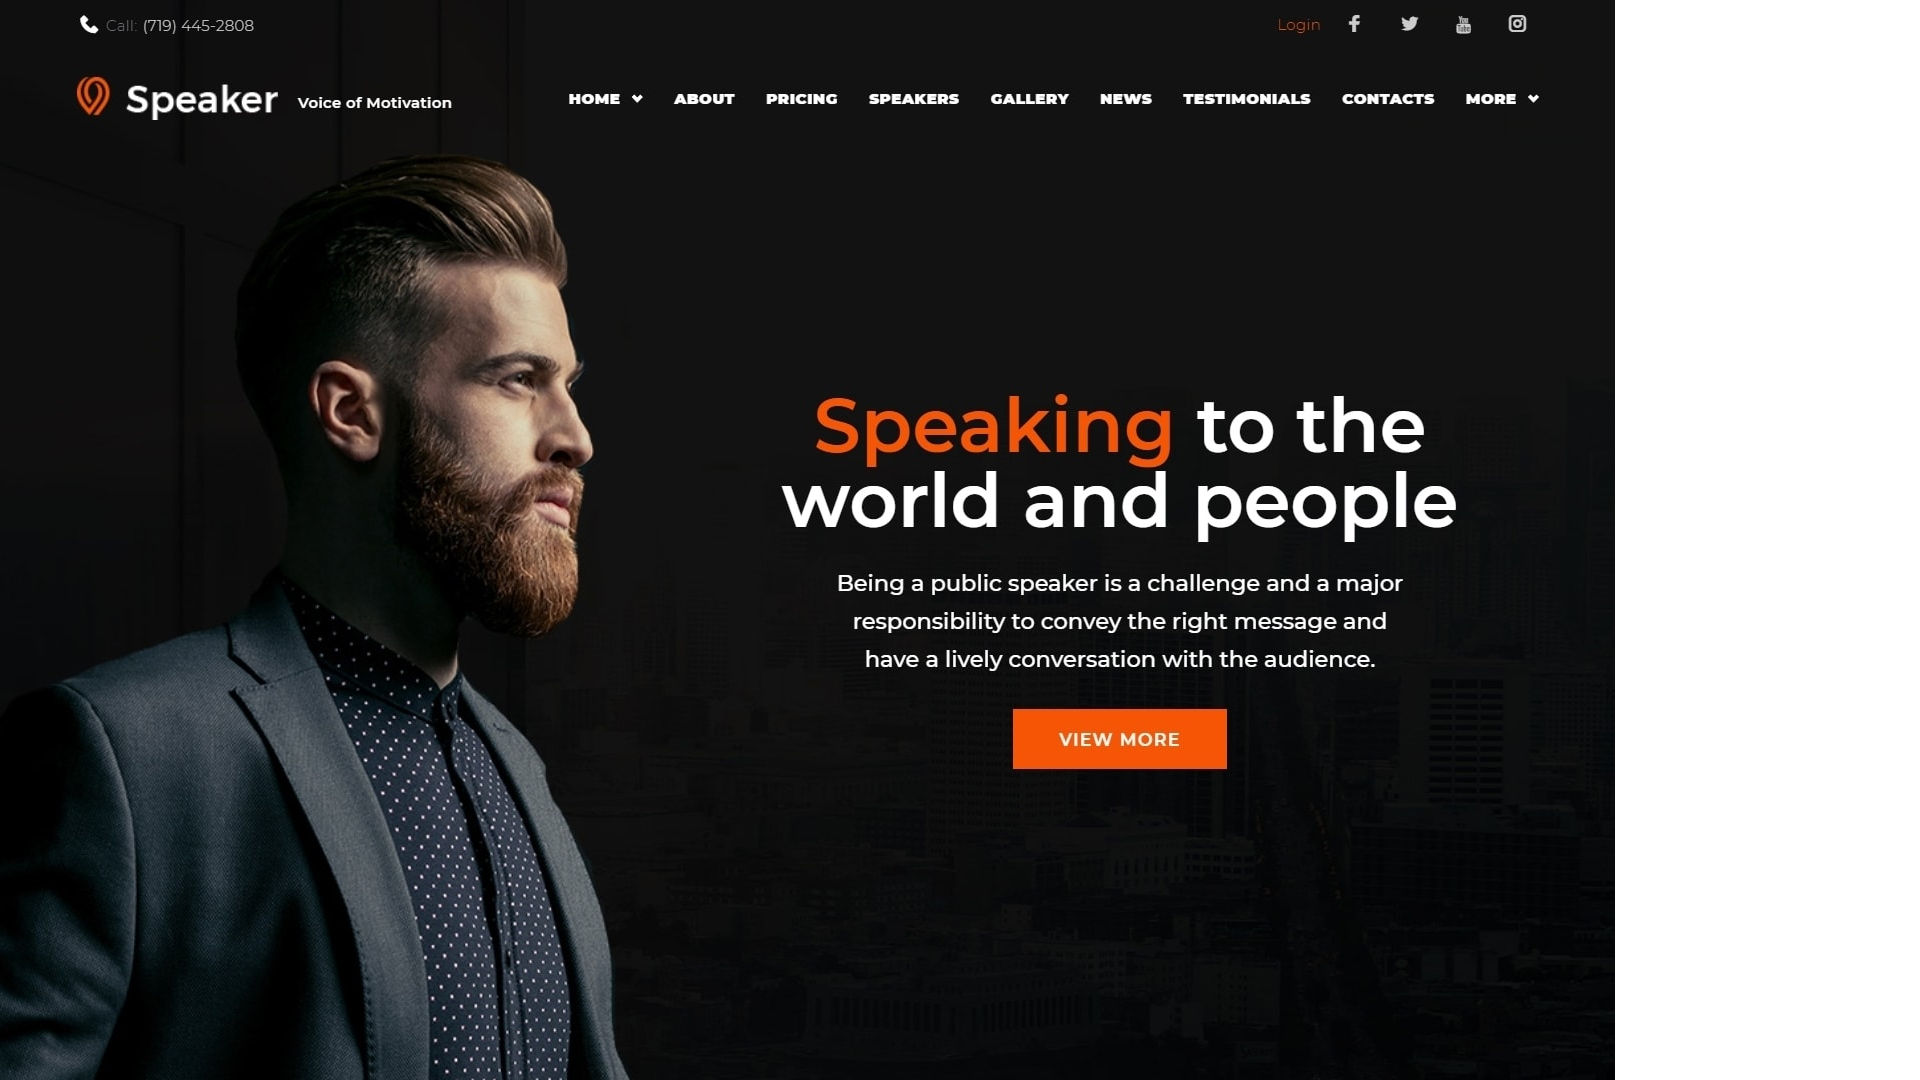 Call: (719) 445-2808
Login
Speaker Voice of Motivation
HOME ABOUT PRICING SPEAKERS GALLERY NEWS TESTIMONIALS CONTACTS MORE
Speaking to the
world and people
Being a public speaker is a challenge and a major
responsibility to convey the right message and
have a lively conversation with the audience.
VIEW MORE